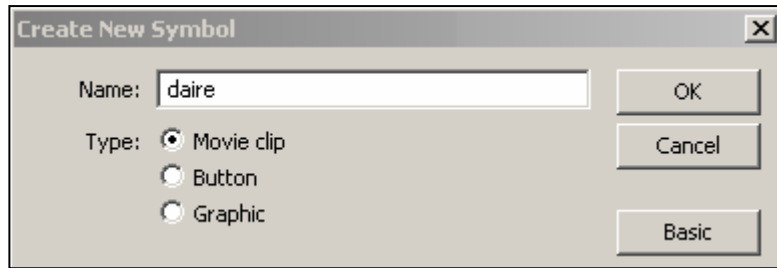 Create New Symbol
Name: daire
OK
Type: Movie clip
Cancel
Button
Graphic
Basic